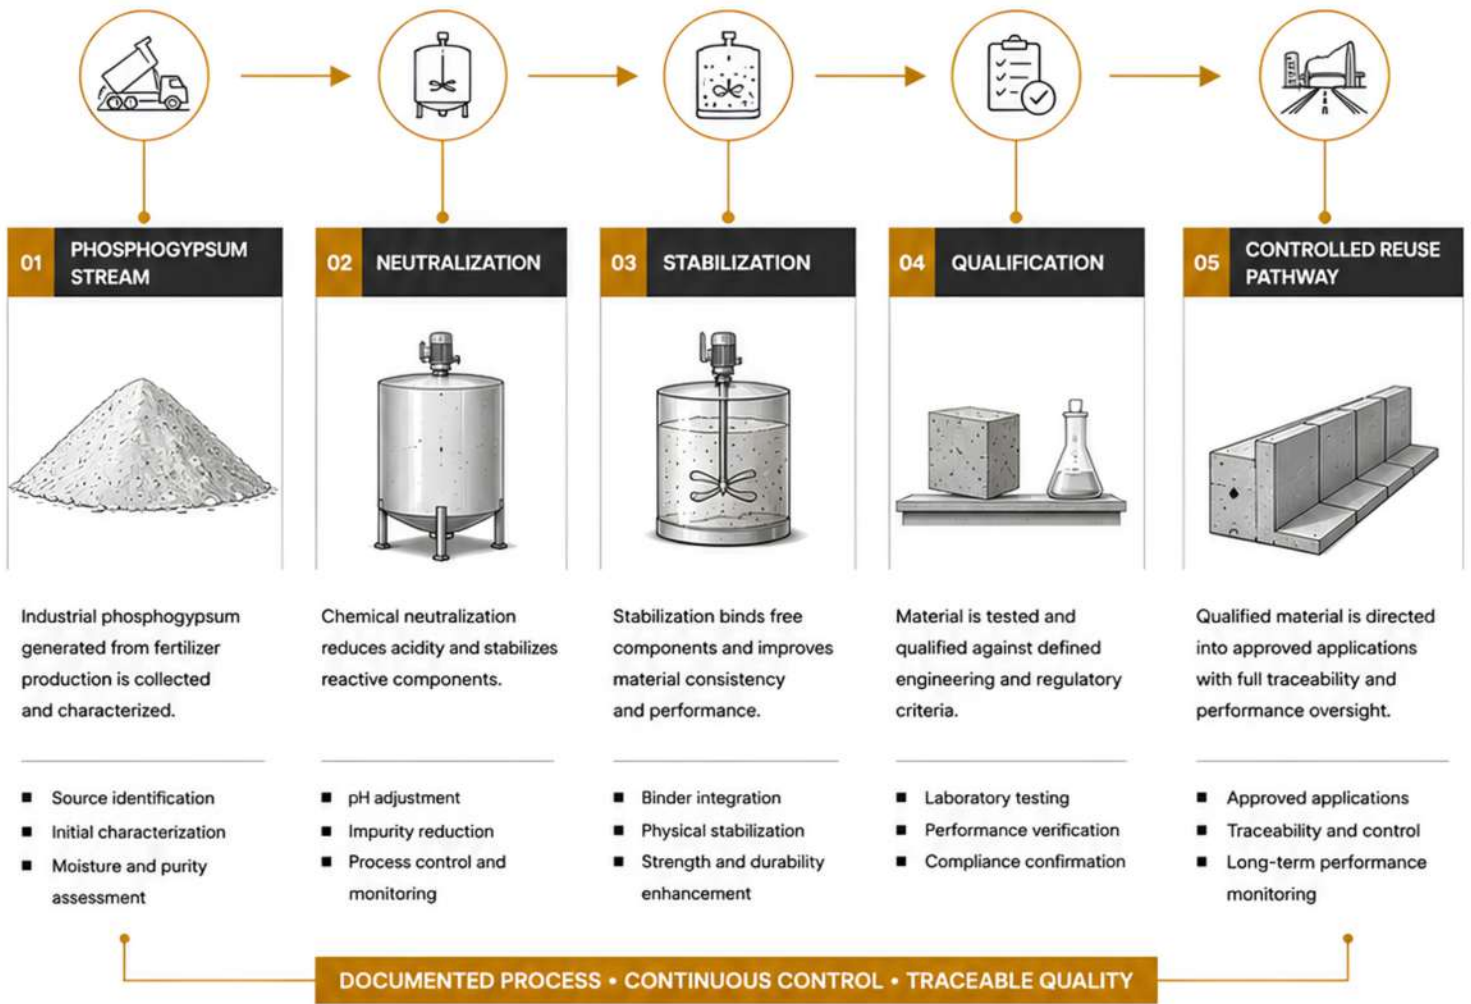 01
PHOSPHOGYPSUM
STREAM
Industrial phosphogypsum
generated from fertilizer
production is collected
and characterized.
■ Source identification
■ Initial characterization
■ Moisture and purity
assessment
02
NEUTRALIZATION
Chemical neutralization
reduces acidity and stabilizes
reactive components.
■ pH adjustment
■ Impurity reduction
■ Process control and
monitoring
03
STABILIZATION
Stabilization binds free
components and improves
material consistency
and performance.
■ Binder integration
■ Physical stabilization
■ Strength and durability
enhancement
04
QUALIFICATION
Material is tested and
qualified against defined
engineering and regulatory
criteria.
■ Laboratory testing
■ Performance verification
■ Compliance confirmation
05
CONTROLLED REUSE
PATHWAY
Qualified material is directed
into approved applications
with full traceability and
performance oversight.
■ Approved applications
■ Traceability and control
■ Long-term performance
monitoring
DOCUMENTED PROCESS • CONTINUOUS CONTROL • TRACEABLE QUALITY